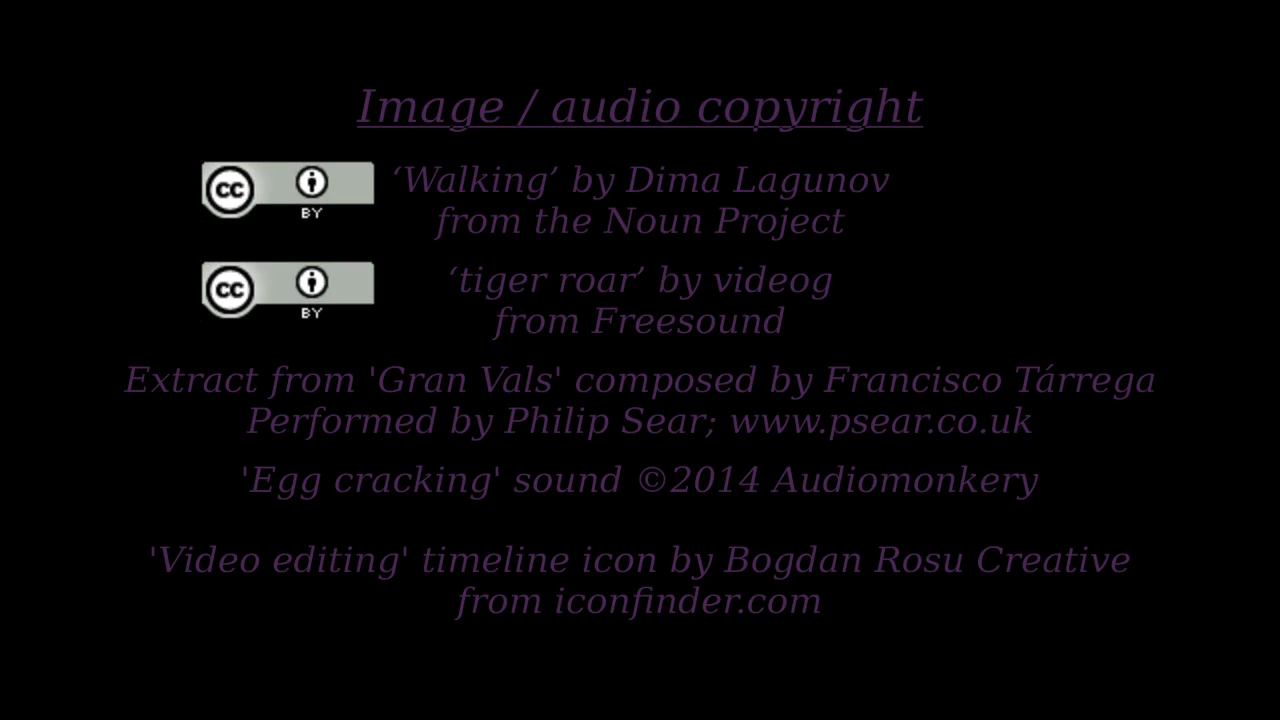 Image / audio copyright
cc BY ‘Walking’ by Dima Lagunov
from the Noun Project
cc BY ‘tiger roar’ by videog
from Freesound
Extract from 'Gran Vals' composed by Francisco Tárrega
Performed by Philip Sear; www.psear.co.uk
'Egg cracking' sound ©2014 Audiomonkery
'Video editing' timeline icon by Bogdan Rosu Creative
from iconfinder.com